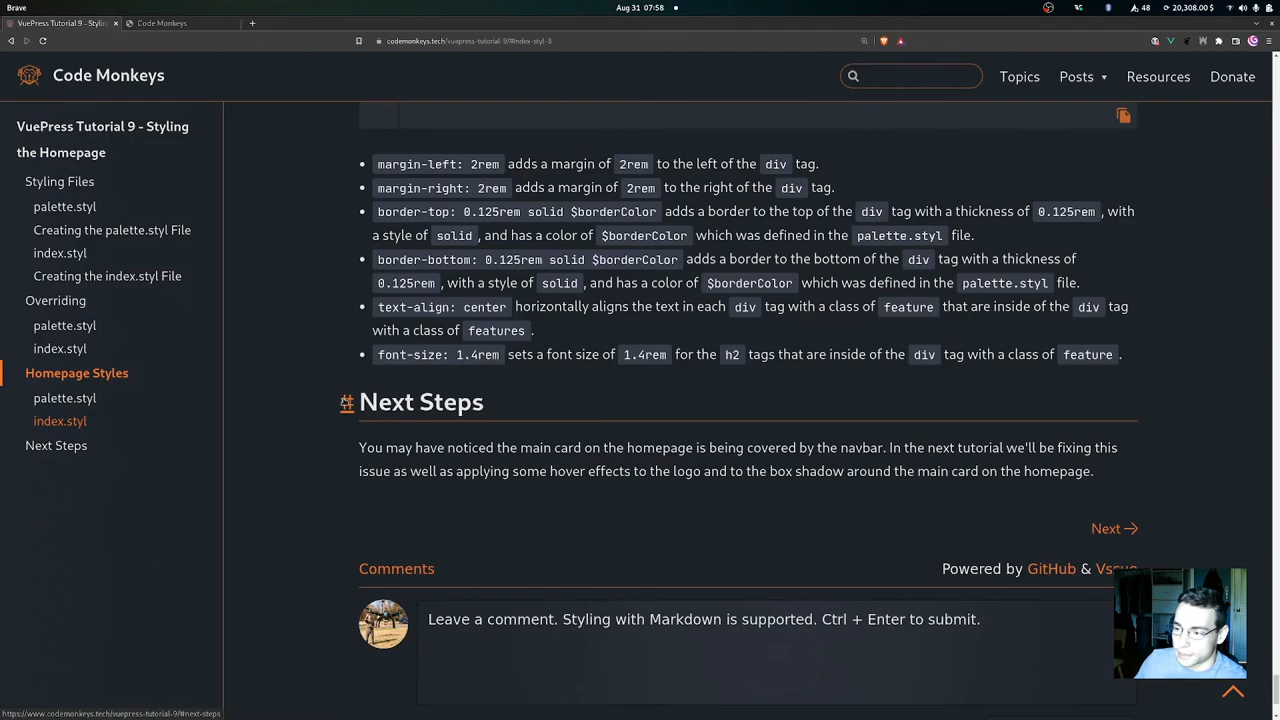 Brave
Aug 31 07:58
48
20,308.00 $
VuePress Tutorial 9 - Stylin
Code Monkeys
codemonkeys.tech/vuepress-tutorial-9/#index-styl-3
Code Monkeys
Topics
Posts
Resources
Donate
VuePress Tutorial 9 - Styling
the Homepage
Styling Files
palette.styl
Creating the palette.styl File
index.styl
Creating the index.styl File
Overriding
palette.styl
index.styl
Homepage Styles
palette.styl
index.styl
Next Steps
margin-left: 2rem adds a margin of 2rem to the left of the div tag.
margin-right: 2rem adds a margin of 2rem to the right of the div tag.
border-top: 0.125rem solid $borderColor adds a border to the top of the div tag with a thickness of 0.125rem , with
a style of solid , and has a color of $borderColor which was defined in the palette.styl file.
border-bottom: 0.125rem solid $borderColor adds a border to the bottom of the div tag with a thickness of
0.125rem , with a style of solid , and has a color of $borderColor which was defined in the palette.styl file.
text-align: center horizontally aligns the text in each div tag with a class of feature that are inside of the div tag
with a class of features .
font-size: 1.4rem sets a font size of 1.4rem for the h2 tags that are inside of the div tag with a class of feature .
# Next Steps
You may have noticed the main card on the homepage is being covered by the navbar. In the next tutorial we'll be fixing this
issue as well as applying some hover effects to the logo and to the box shadow around the main card on the homepage.
Next
Comments
Powered by GitHub & Vssue
Leave a comment. Styling with Markdown is supported. Ctrl + Enter to submit.
https://www.codemonkeys.tech/vuepress-tutorial-9/#next-steps